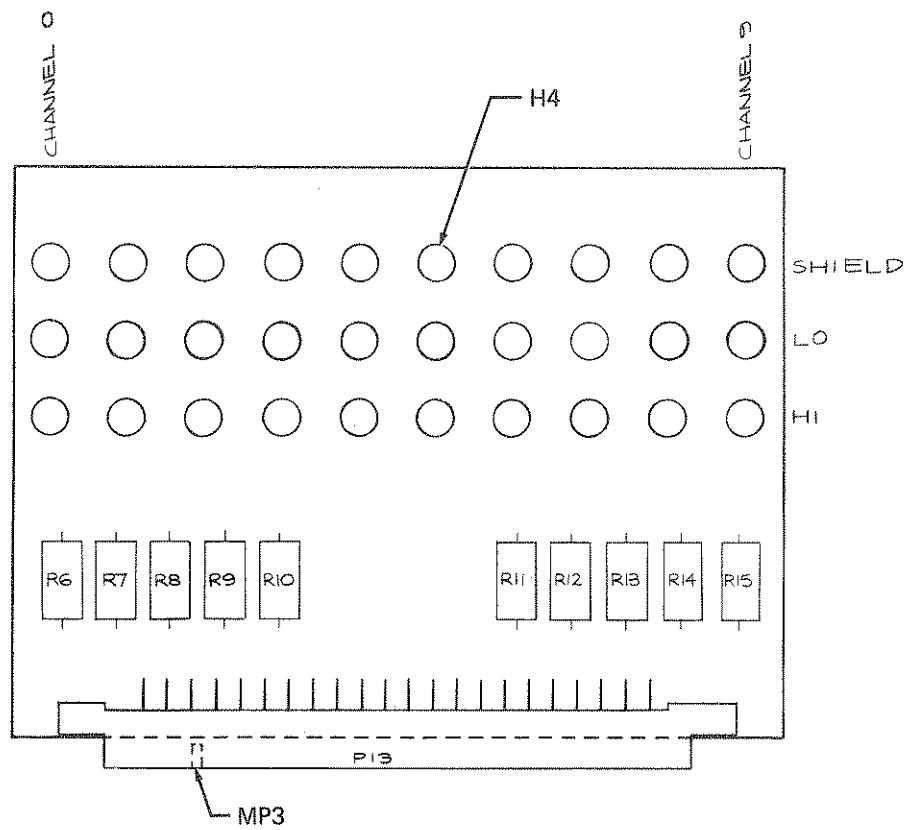 CHANNEL 0
CHANNEL 9
H4
SHIELD
LO
HI
R6 R7 R8 R9 R10 R11 R12 R13 R14 R15
P13
MP3